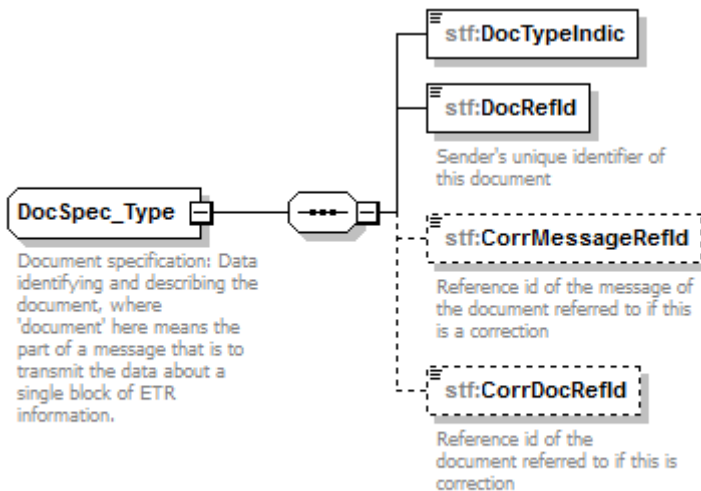 stf:DocTypeIndic
stf:DocRefId
Sender's unique identifier of
this document
DocSpec_Type
Document specification: Data
identifying and describing the
document, where
'document' here means the
part of a message that is to
transmit the data about a
single block of ETR
information.
stf:CorrMessageRefId
Reference id of the message of
the document referred to if this
is a correction
stf:CorrDocRefId
Reference id of the
document referred to if this is
correction